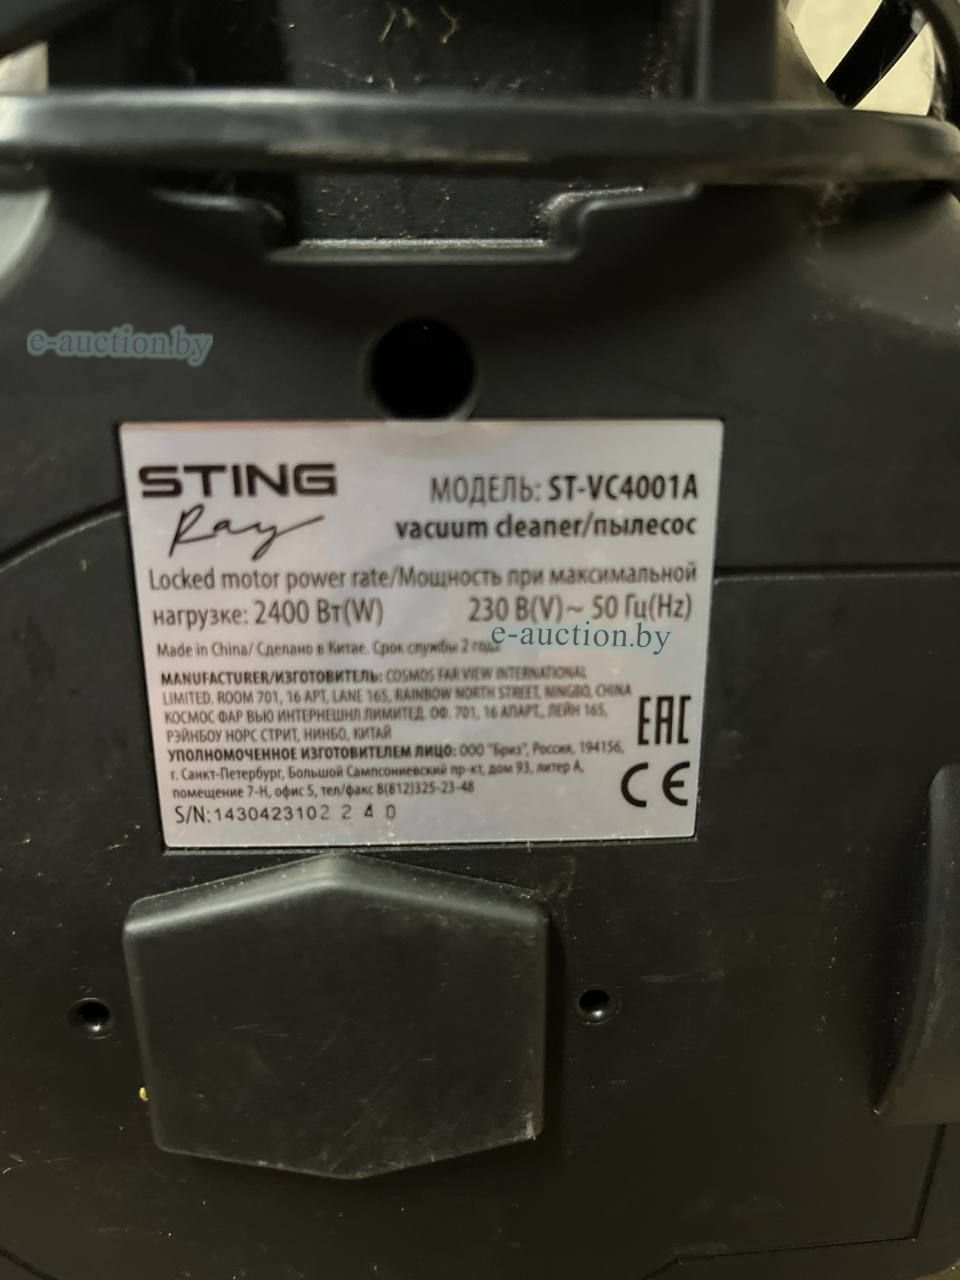 e-auction.by
STING
Ray
МОДЕЛЬ: ST-VC4001A
vacuum cleaner/пылесос
Locked motor power rate/Мощность при максимальной
нагрузке: 2400 Вт(W) 230 В(V)~ 50 Гц(Hz)
e-auction.by
Made in China/ Сделано в Китае. Срок службы 2 года
MANUFACTURER/ИЗГОТОВИТЕЛЬ: COSMOS FAR VIEW INTERNATIONAL
LIMITED, ROOM 701, 16 APT, LANE 165, RAINBOW NORTH STREET, NINGBO, CHINA
КОСМОС ФАР ВЬЮ ИНТЕРНЕШНЛ ЛИМИТЕД. ОФ. 701, 16 АПАРТ., ЛЕЙН 165,
РЭЙНБОУ НОРС СТРИТ, НИНБО, КИТАЙ
УПОЛНОМОЧЕННОЕ ИЗГОТОВИТЕЛЕМ ЛИЦО: ООО "Бриз", Россия, 194156,
г. Санкт-Петербург, Большой Сампсониевский пр-кт, дом 93, литер А,
помещение 7-Н, офис 5, тел/факс 8(812)325-23-48
S/N: 1430423102 2 4 0
EAC
CE